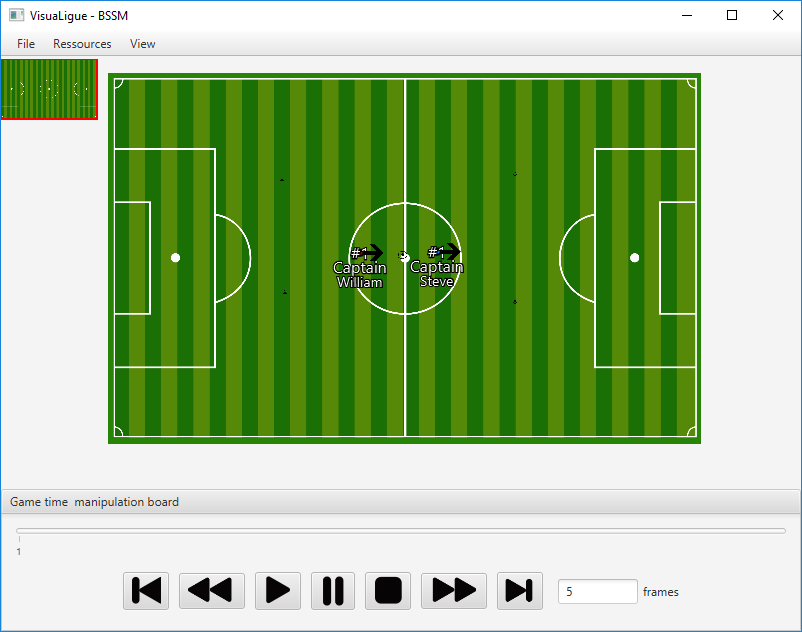 VisuaLigue - BSSM
File Ressources View
#1 #1
Captain Captain
William Steve
Game time manipulation board
1
5 frames